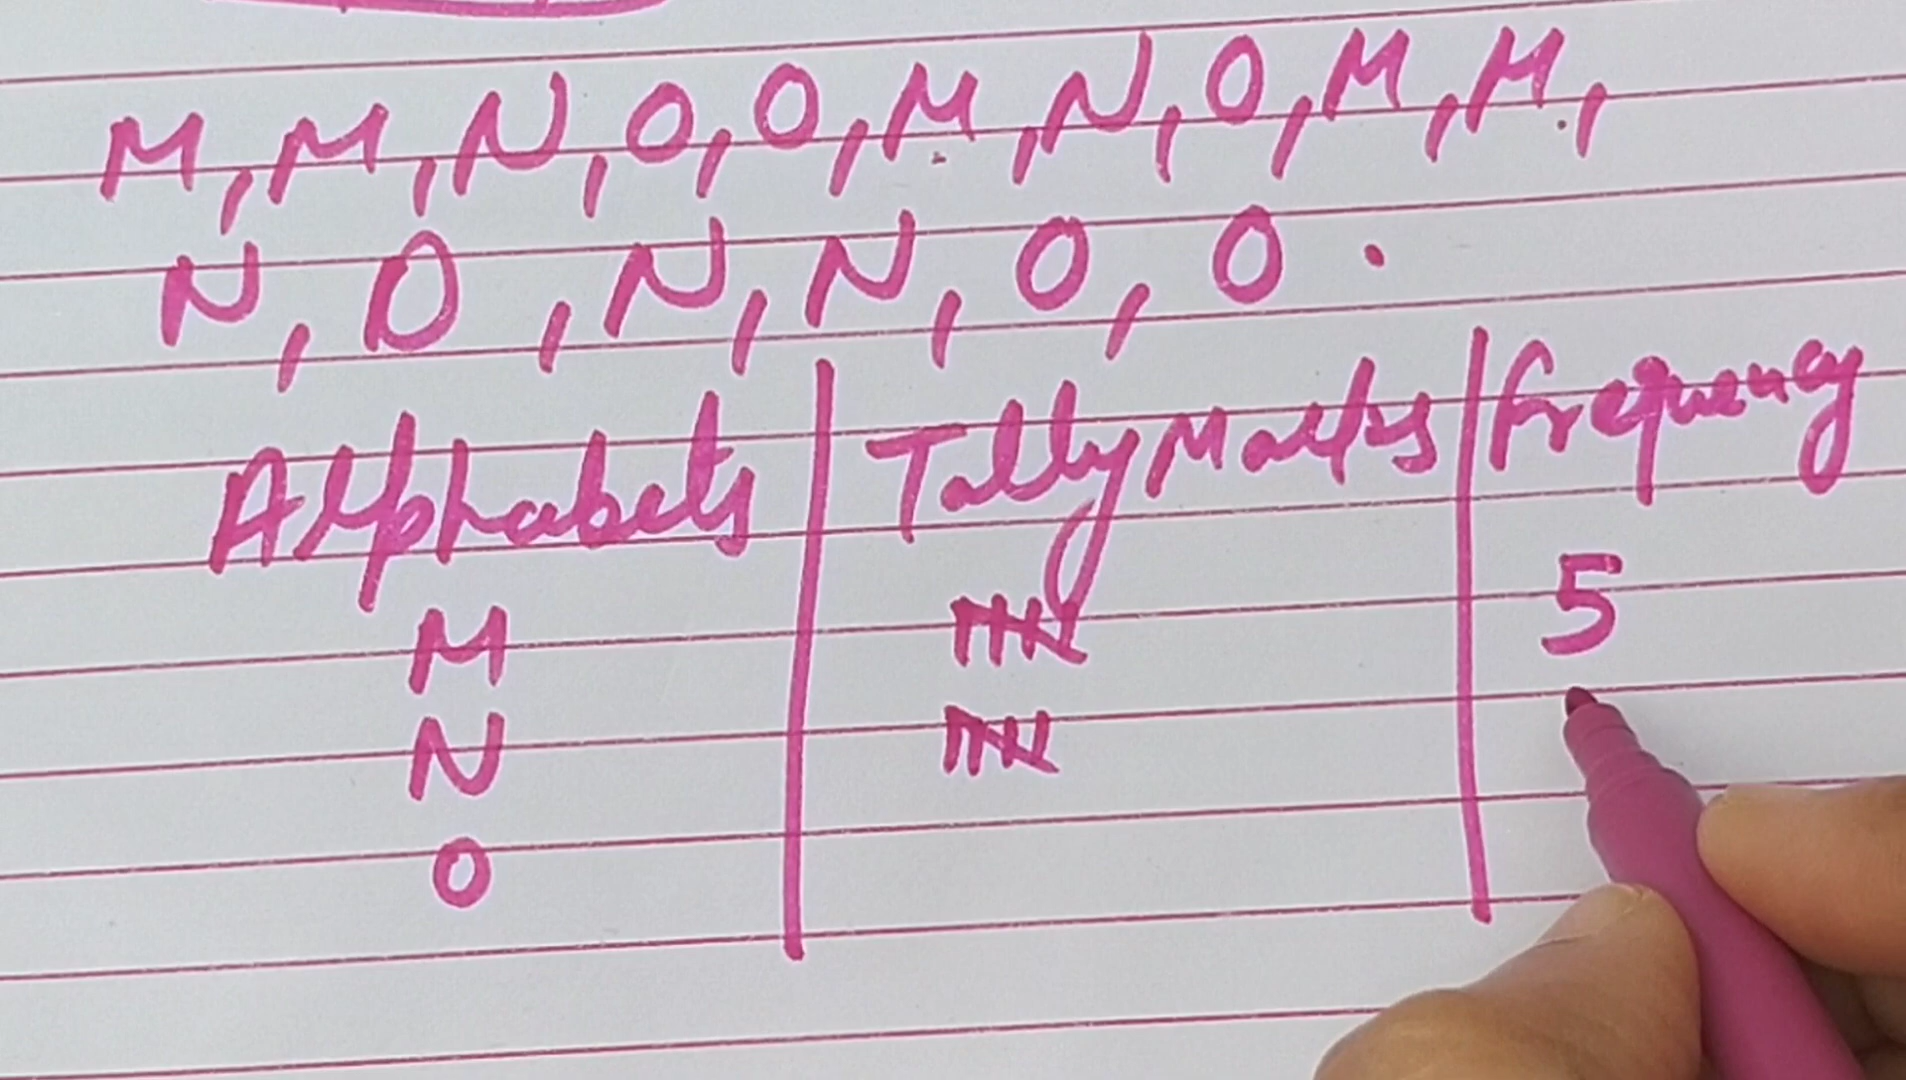 M, M, N, O, O, M, N, O, M, M,
N, O, N, N, O, O.
Alphabets Tally Marks Frequency
M 5
N
O